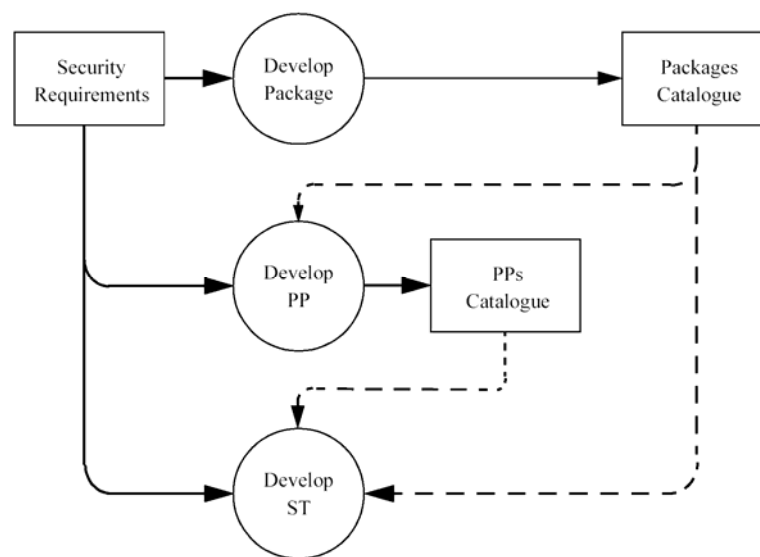 Security
Requirements
Develop
Package
Packages
Catalogue
Develop
PP
PPs
Catalogue
Develop
ST